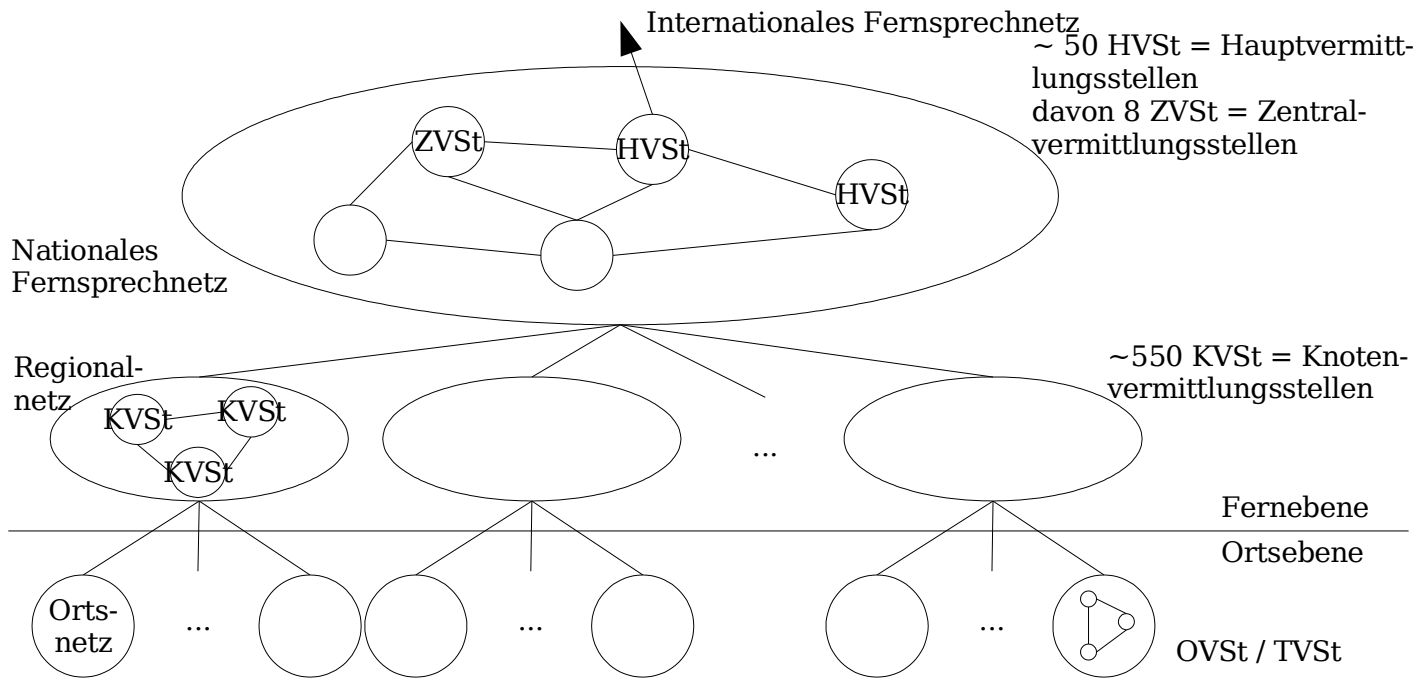 Internationales Fernsprechnetz
~ 50 HVSt = Hauptvermitt-
lungsstellen
davon 8 ZVSt = Zentral-
vermittlungsstellen
ZVSt
HVSt
HVSt
Nationales
Fernsprechnetz
Regional-
netz
~550 KVSt = Knoten-
vermittlungsstellen
KVSt
KVSt
KVSt
...
Fernebene
Ortsebene
Orts-
netz
...
...
...
OVSt / TVSt